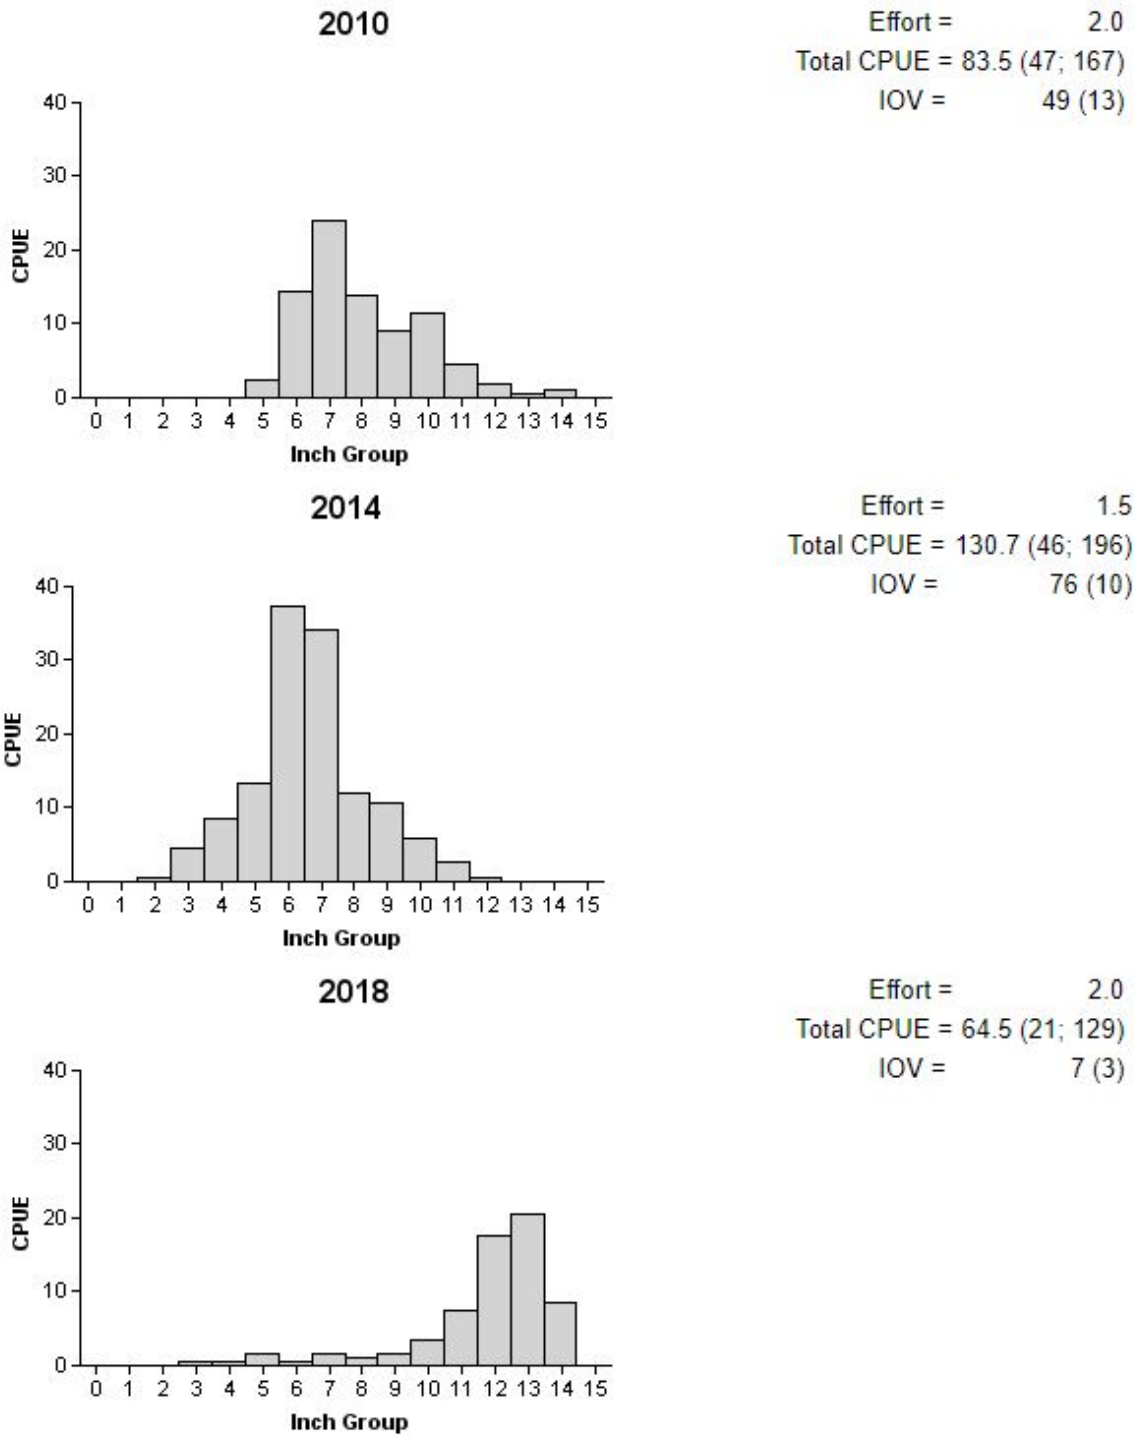 2010
Effort = 2.0
Total CPUE = 83.5 (47; 167)
IOV = 49 (13)
40
30
20
10
0
CPUE
0 1 2 3 4 5 6 7 8 9 10 11 12 13 14 15
Inch Group
2014
Effort = 1.5
Total CPUE = 130.7 (46; 196)
IOV = 76 (10)
40
30
20
10
0
CPUE
0 1 2 3 4 5 6 7 8 9 10 11 12 13 14 15
Inch Group
2018
Effort = 2.0
Total CPUE = 64.5 (21; 129)
IOV = 7 (3)
40
30
20
10
0
CPUE
0 1 2 3 4 5 6 7 8 9 10 11 12 13 14 15
Inch Group